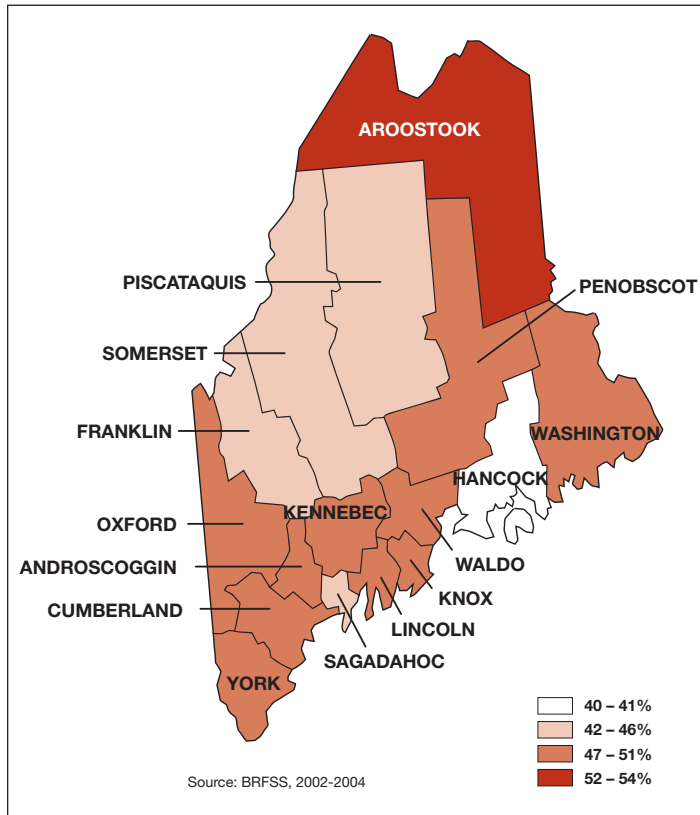 AROOSTOOK
PISCATAQUIS
PENOBSCOT
SOMERSET
FRANKLIN
WASHINGTON
HANCOCK
KENNEBEC
OXFORD
WALDO
ANDROSCOGGIN
KNOX
CUMBERLAND
LINCOLN
SAGADAHOC
YORK
40 – 41%
42 – 46%
47 – 51%
52 – 54%
Source: BRFSS, 2002-2004